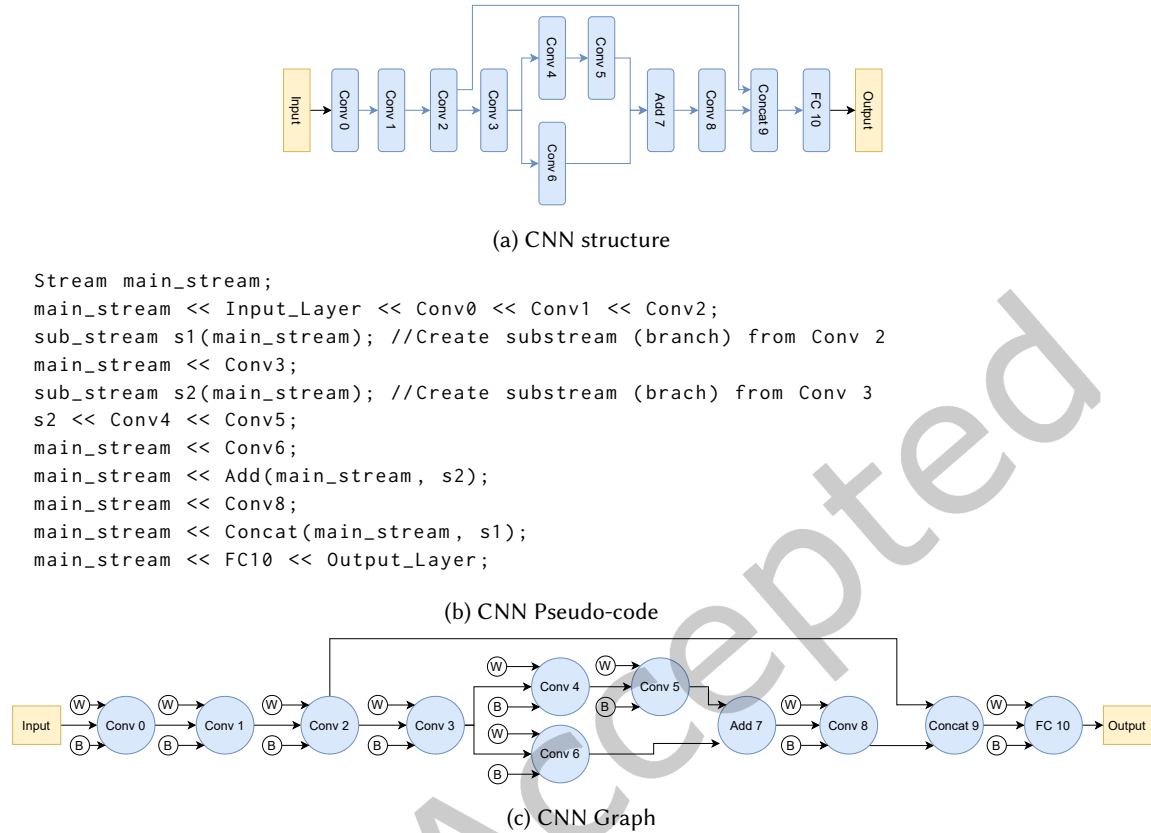 Input
Conv 0
Conv 1
Conv 2
Conv 3
Conv 4
Conv 5
Conv 6
Add 7
Conv 8
Concat 9
FC 10
Output
(a) CNN structure
Stream main_stream;
main_stream << Input_Layer << Conv0 << Conv1 << Conv2;
sub_stream s1(main_stream); //Create substream (branch) from Conv 2
main_stream << Conv3;
sub_stream s2(main_stream); //Create substream (brach) from Conv 3
s2 << Conv4 << Conv5;
main_stream << Conv6;
main_stream << Add(main_stream, s2);
main_stream << Conv8;
main_stream << Concat(main_stream, s1);
main_stream << FC10 << Output_Layer;
(b) CNN Pseudo-code
Input
W
B
Conv 0
W
B
Conv 1
W
B
Conv 2
W
B
Conv 3
W
B
Conv 4
W
B
Conv 5
W
B
Conv 6
Add 7
W
B
Conv 8
Concat 9
W
B
FC 10
Output
(c) CNN Graph
Accepted